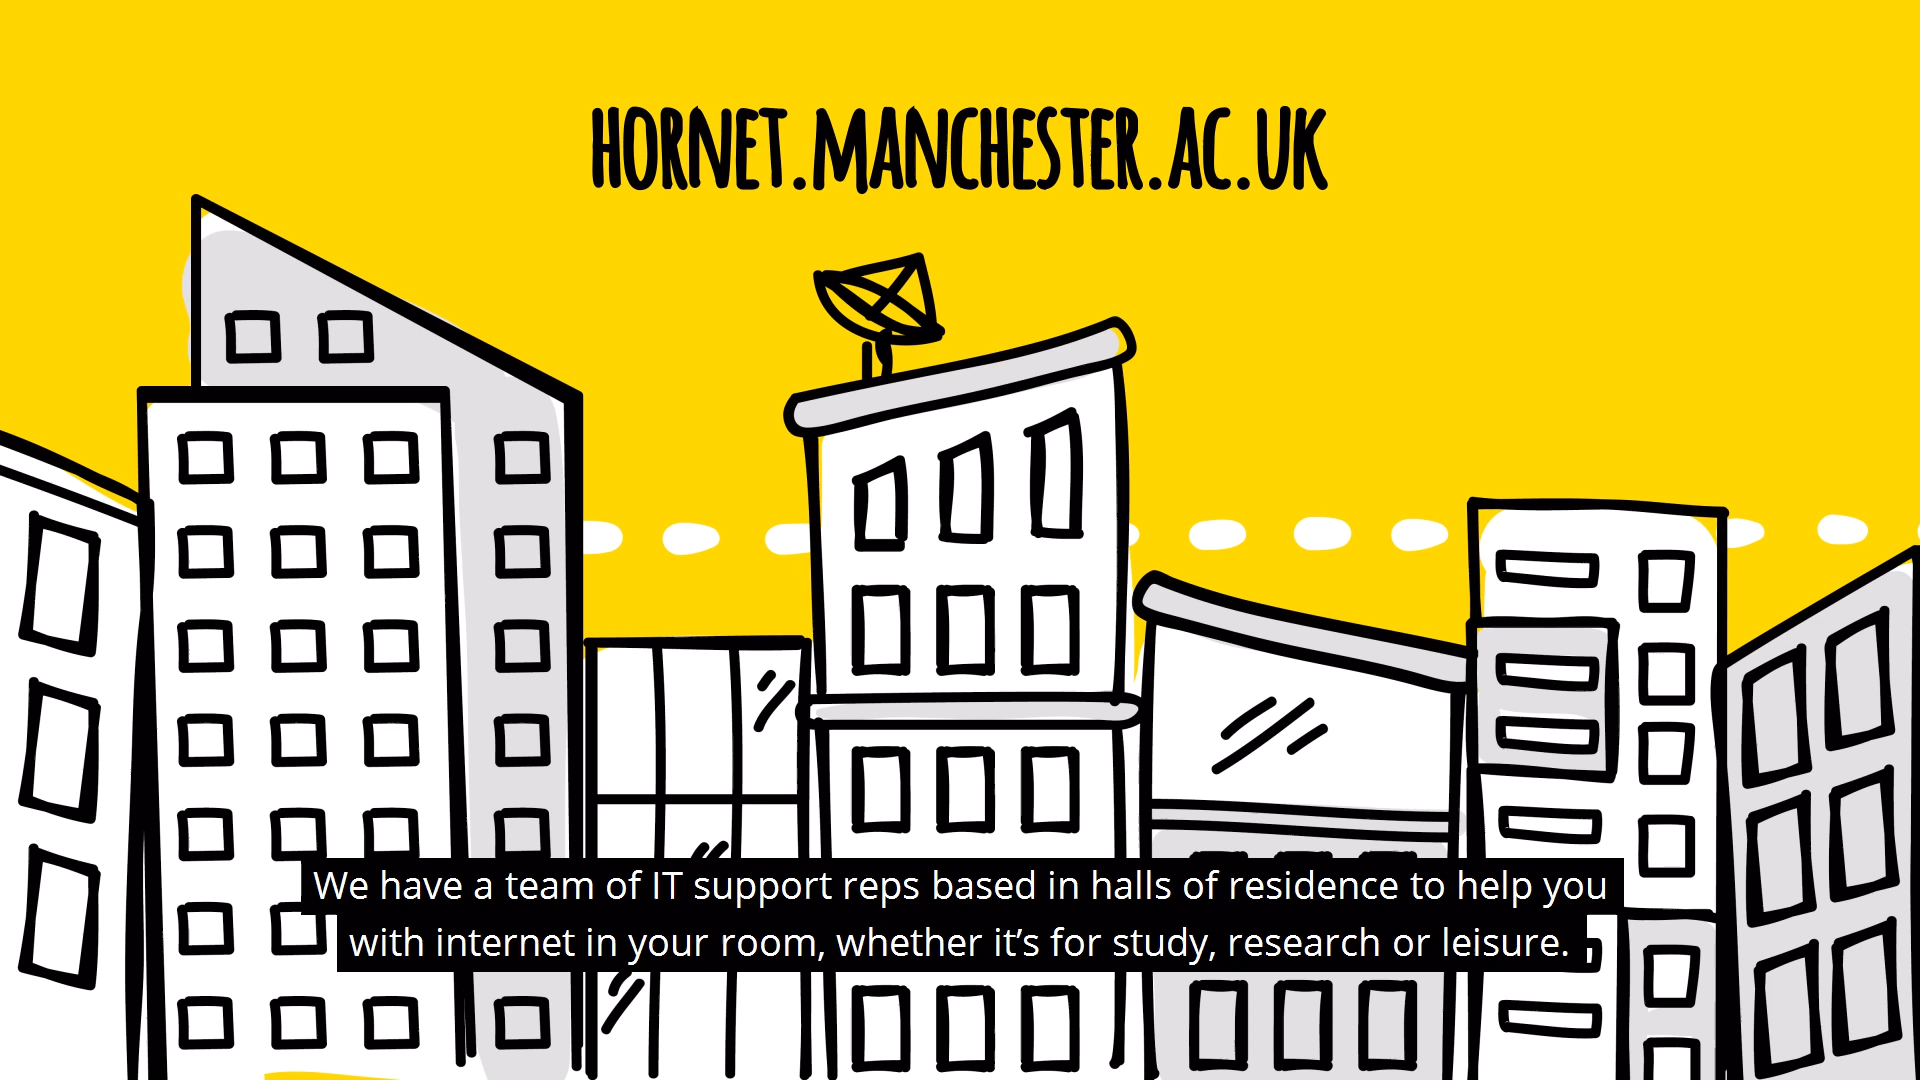 HORNET.MANCHESTER.AC.UK
We have a team of IT support reps based in halls of residence to help you
with internet in your room, whether it’s for study, research or leisure.